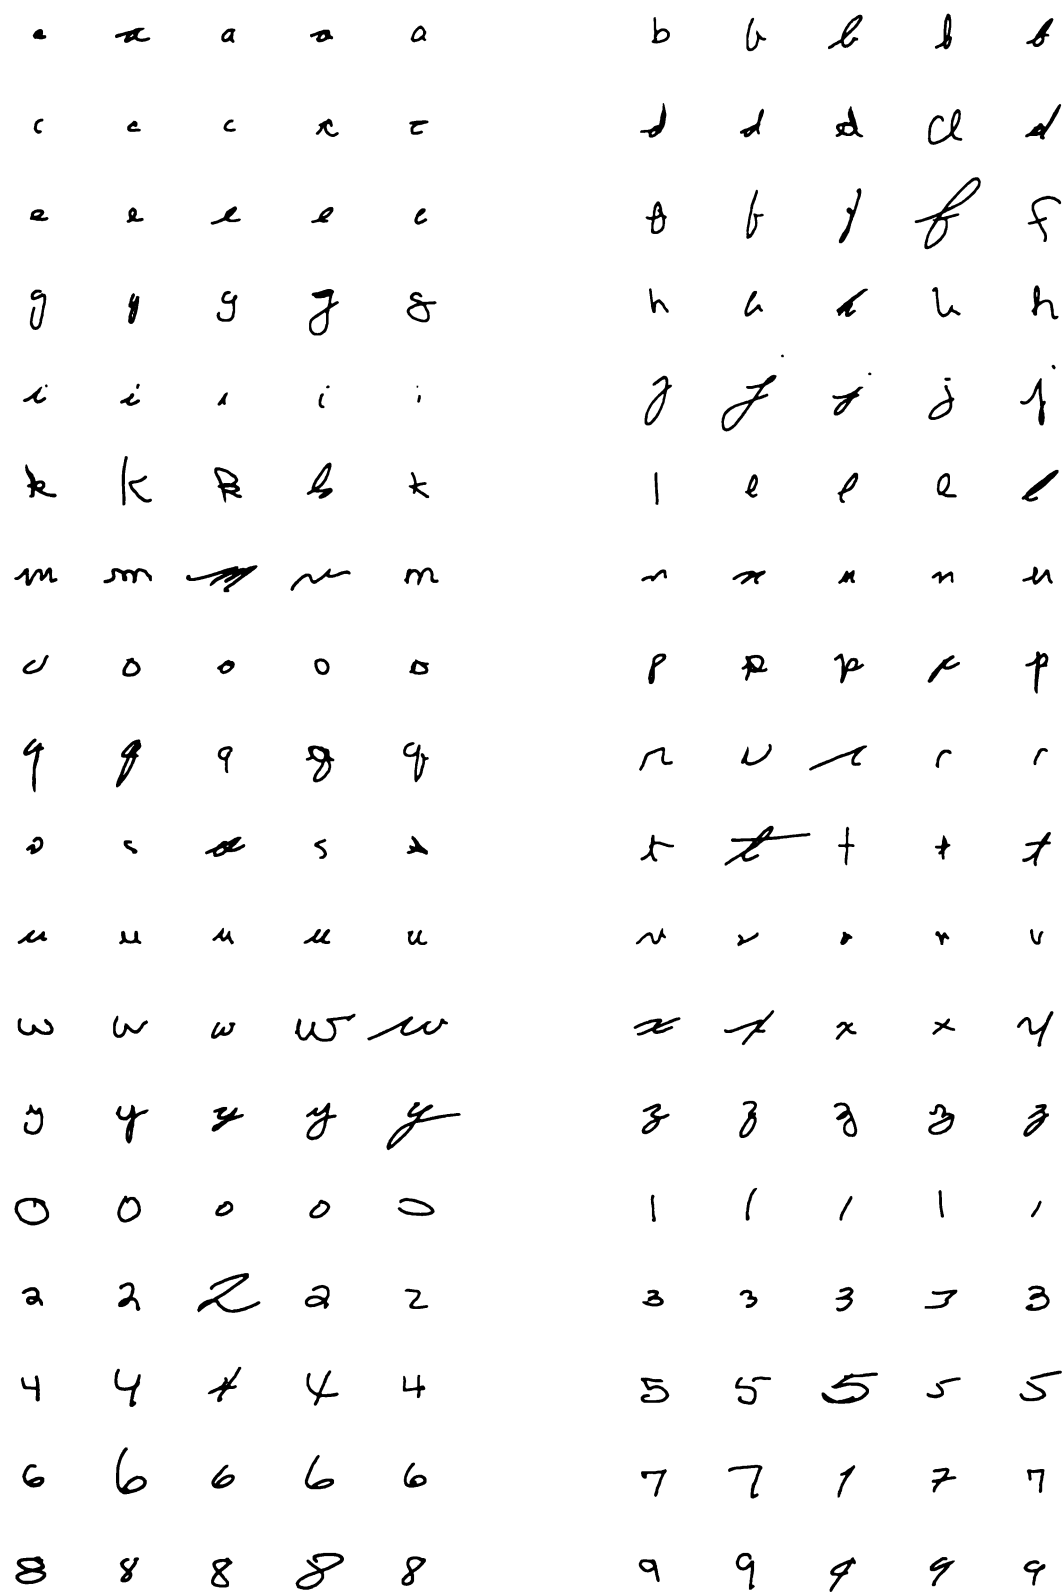 a a a a a b b b b b
c c c c c d d d d d
e e e e e f f f f f
g g g g g h h h h h
i i i i i j j j j j
k k k k k l l l l l
m m m m m n n n n n
o o o o o p p p p p
q q q q q r r r r r
s s s s s t t t t t
u u u u u v v v v v
w w w w w x x x x x
y y y y y z z z z z
0 0 0 0 0 1 1 1 1 1
2 2 2 2 2 3 3 3 3 3
4 4 4 4 4 5 5 5 5 5
6 6 6 6 6 7 7 7 7 7
8 8 8 8 8 9 9 9 9 9